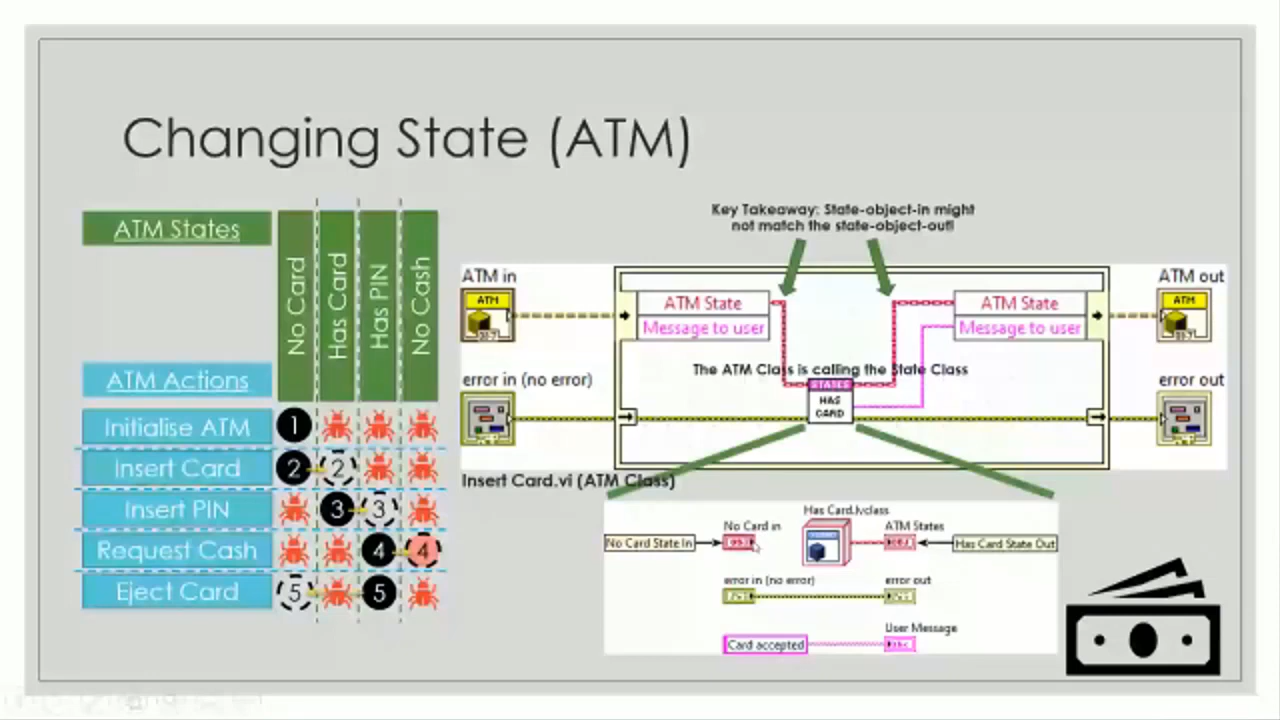 Changing State (ATM)
ATM States
No Card
Has Card
Has PIN
No Cash
ATM Actions
Initialise ATM
1
Insert Card
2
2
Insert PIN
3
3
Request Cash
4
4
Eject Card
5
5
Key Takeaway: State-object-in might
not match the state-object-out!
ATM in
ATM out
ATM
ATM
ATM State
Message to user
ATM State
Message to user
The ATM Class is calling the State Class
error in (no error)
error out
STATES
HAS
CARD
Insert Card.vi (ATM Class)
Has Card.lvclass
No Card in
ATM States
No Card State In
Has Card State Out
error in (no error)
error out
User Message
Card accepted